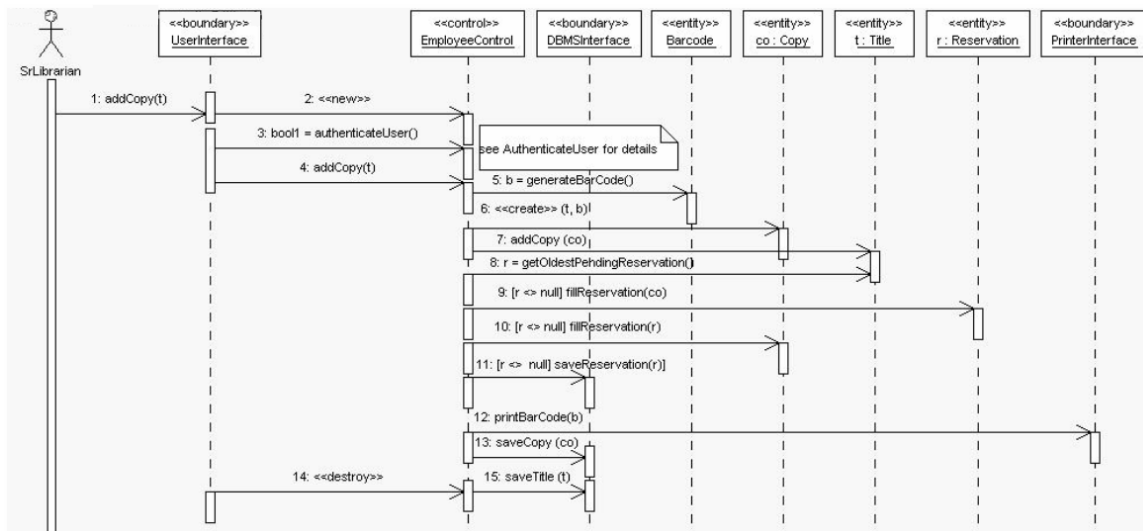 <<boundary>>
UserInterface
<<control>>
EmployeeControl
<<boundary>>
DBMSInterface
<<entity>>
Barcode
<<entity>>
co : Copy
<<entity>>
t : Title
<<entity>>
r : Reservation
<<boundary>>
PrinterInterface
SrLibrarian
1: addCopy(t)
2: <<new>>
3: bool1 = authenticateUser()
see AuthenticateUser for details
4: addCopy(t)
5: b = generateBarCode()
6: <<create>> (t, b)
7: addCopy (co)
8: r = getOldestPendingReservation()
9: [r <> null] fillReservation(co)
10: [r <> null] fillReservation(r)
11: [r <> null] saveReservation(r)]
12: printBarCode(b)
13: saveCopy (co)
14: <<destroy>>
15: saveTitle (t)